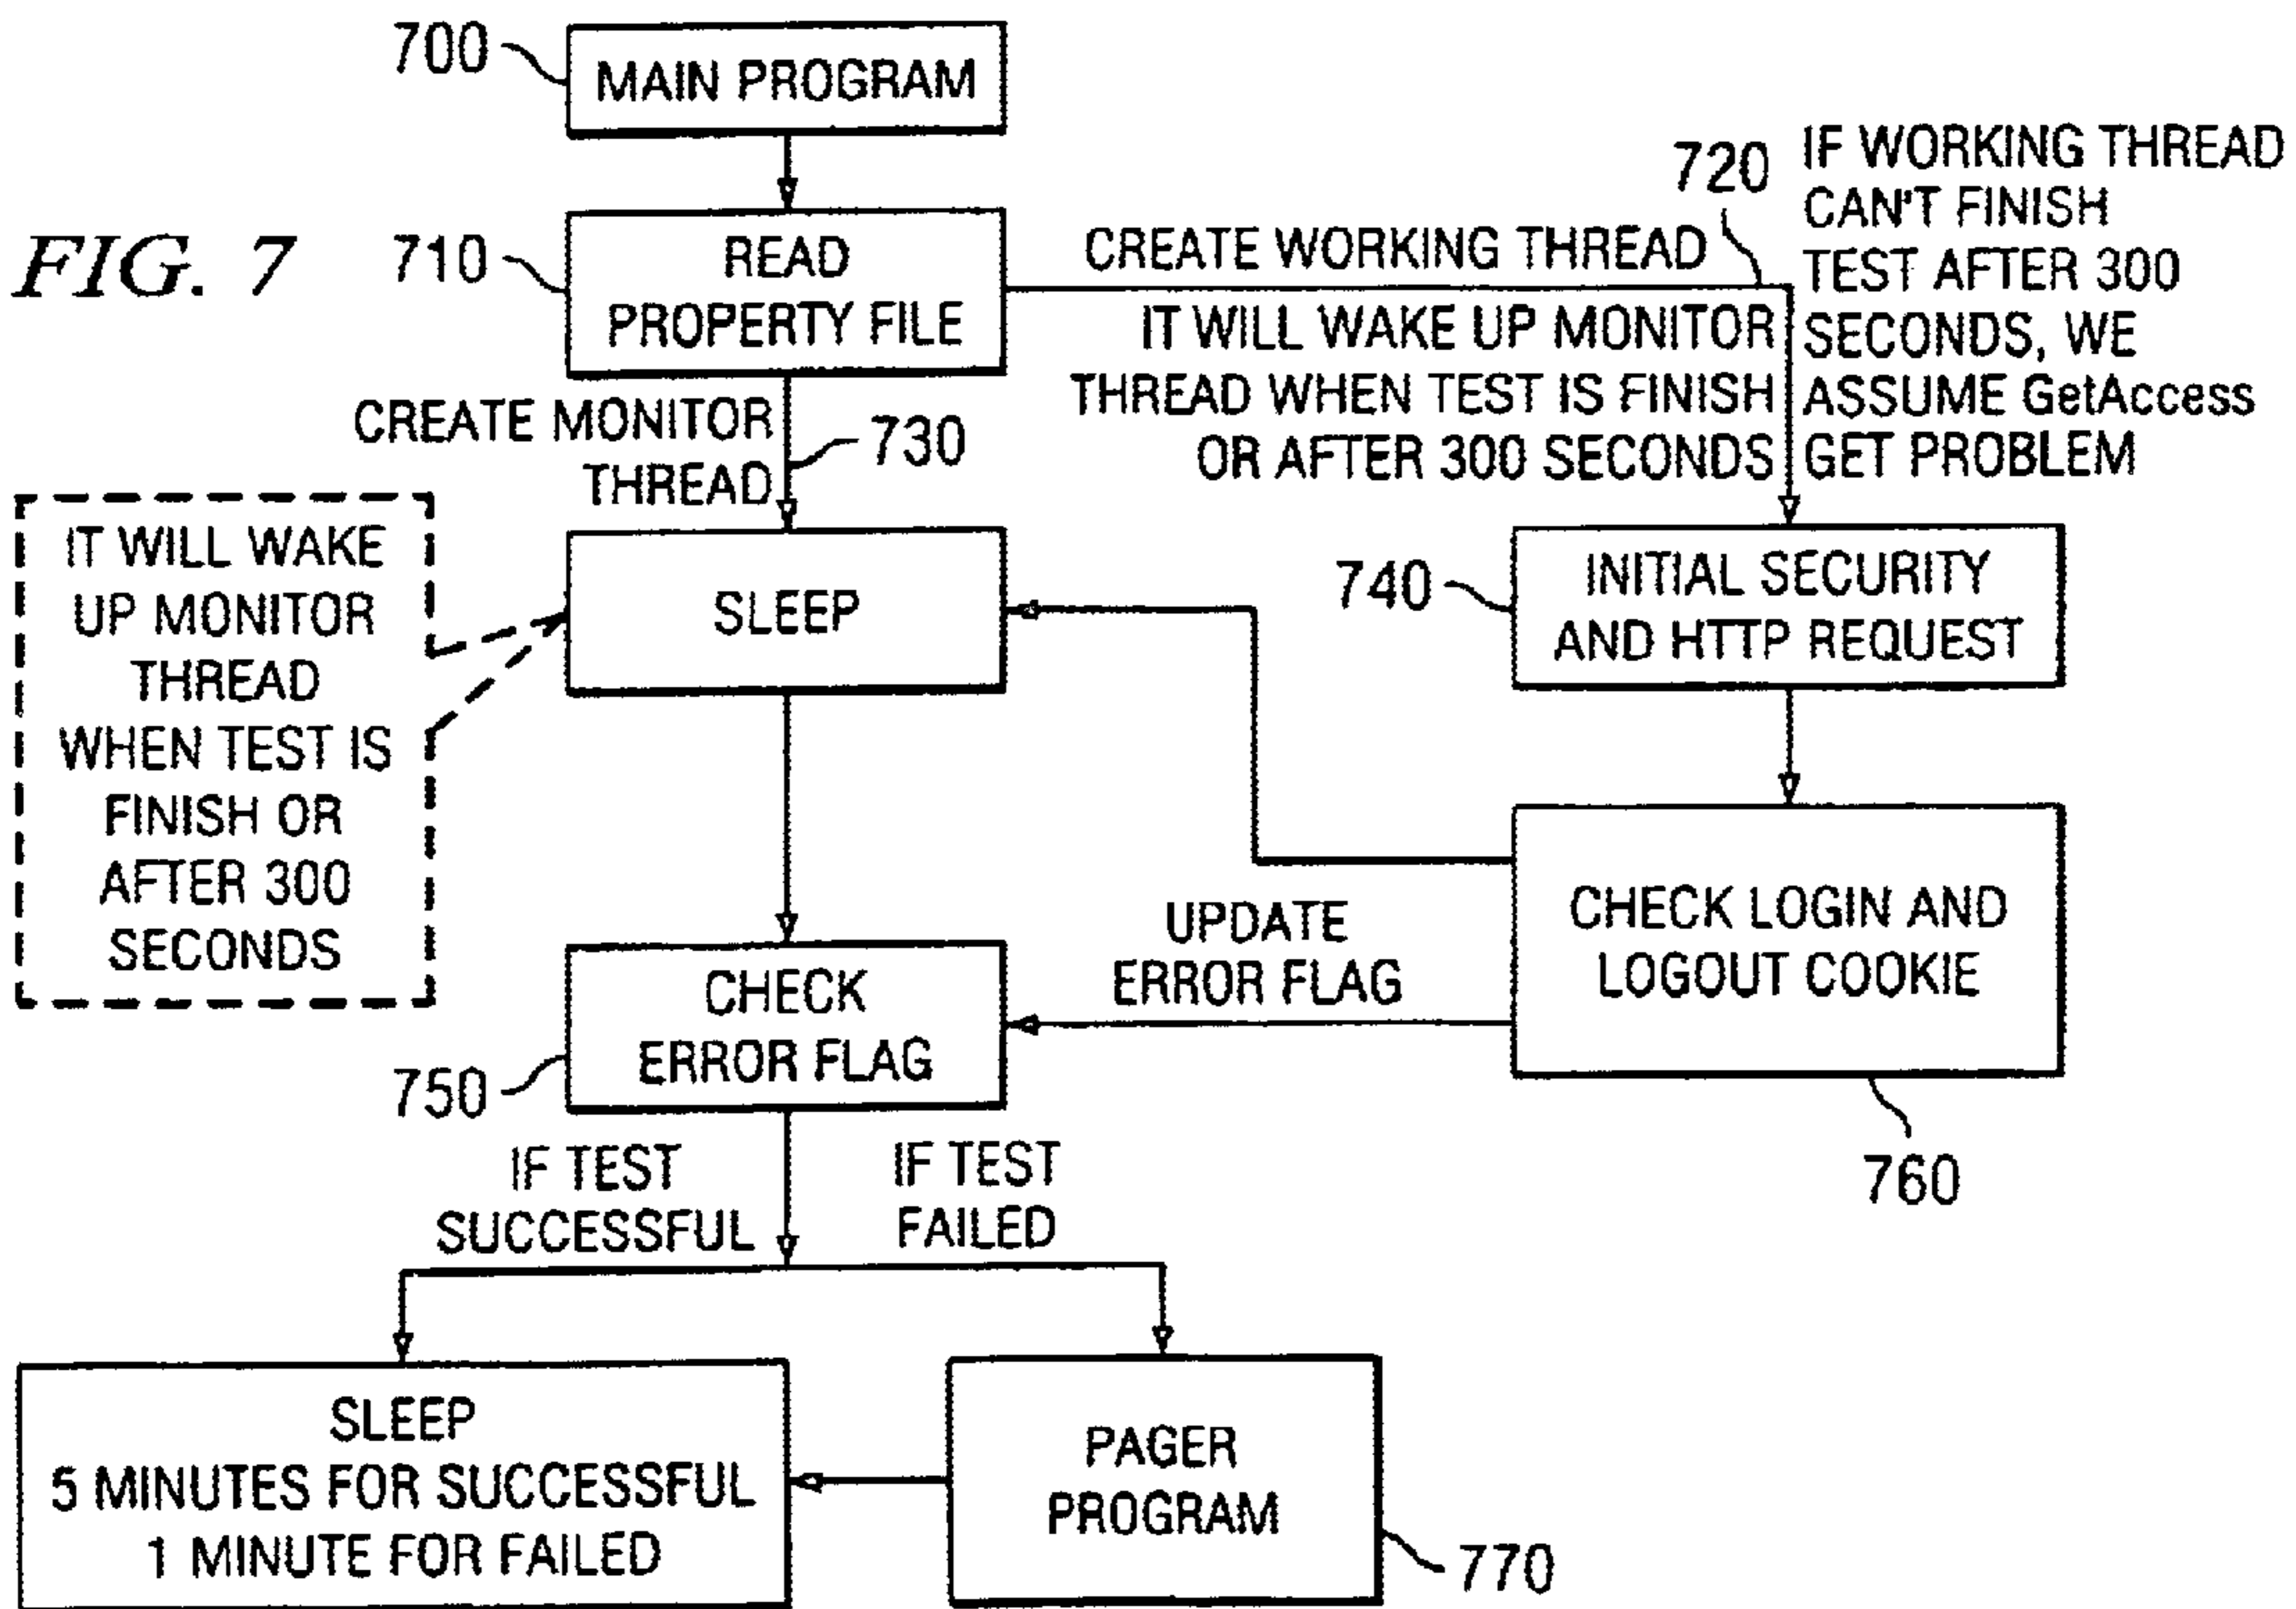 700
MAIN PROGRAM
FIG. 7
710
READ
PROPERTY FILE
CREATE WORKING THREAD
720
IT WILL WAKE UP MONITOR
THREAD WHEN TEST IS FINISH
OR AFTER 300 SECONDS
IF WORKING THREAD
CAN'T FINISH
TEST AFTER 300
SECONDS, WE
ASSUME GetAccess
GET PROBLEM
CREATE MONITOR
THREAD
730
IT WILL WAKE
UP MONITOR
THREAD
WHEN TEST IS
FINISH OR
AFTER 300
SECONDS
SLEEP
740
INITIAL SECURITY
AND HTTP REQUEST
CHECK LOGIN AND
LOGOUT COOKIE
760
UPDATE
ERROR FLAG
CHECK
ERROR FLAG
750
IF TEST
SUCCESSFUL
IF TEST
FAILED
SLEEP
5 MINUTES FOR SUCCESSFUL
1 MINUTE FOR FAILED
PAGER
PROGRAM
770